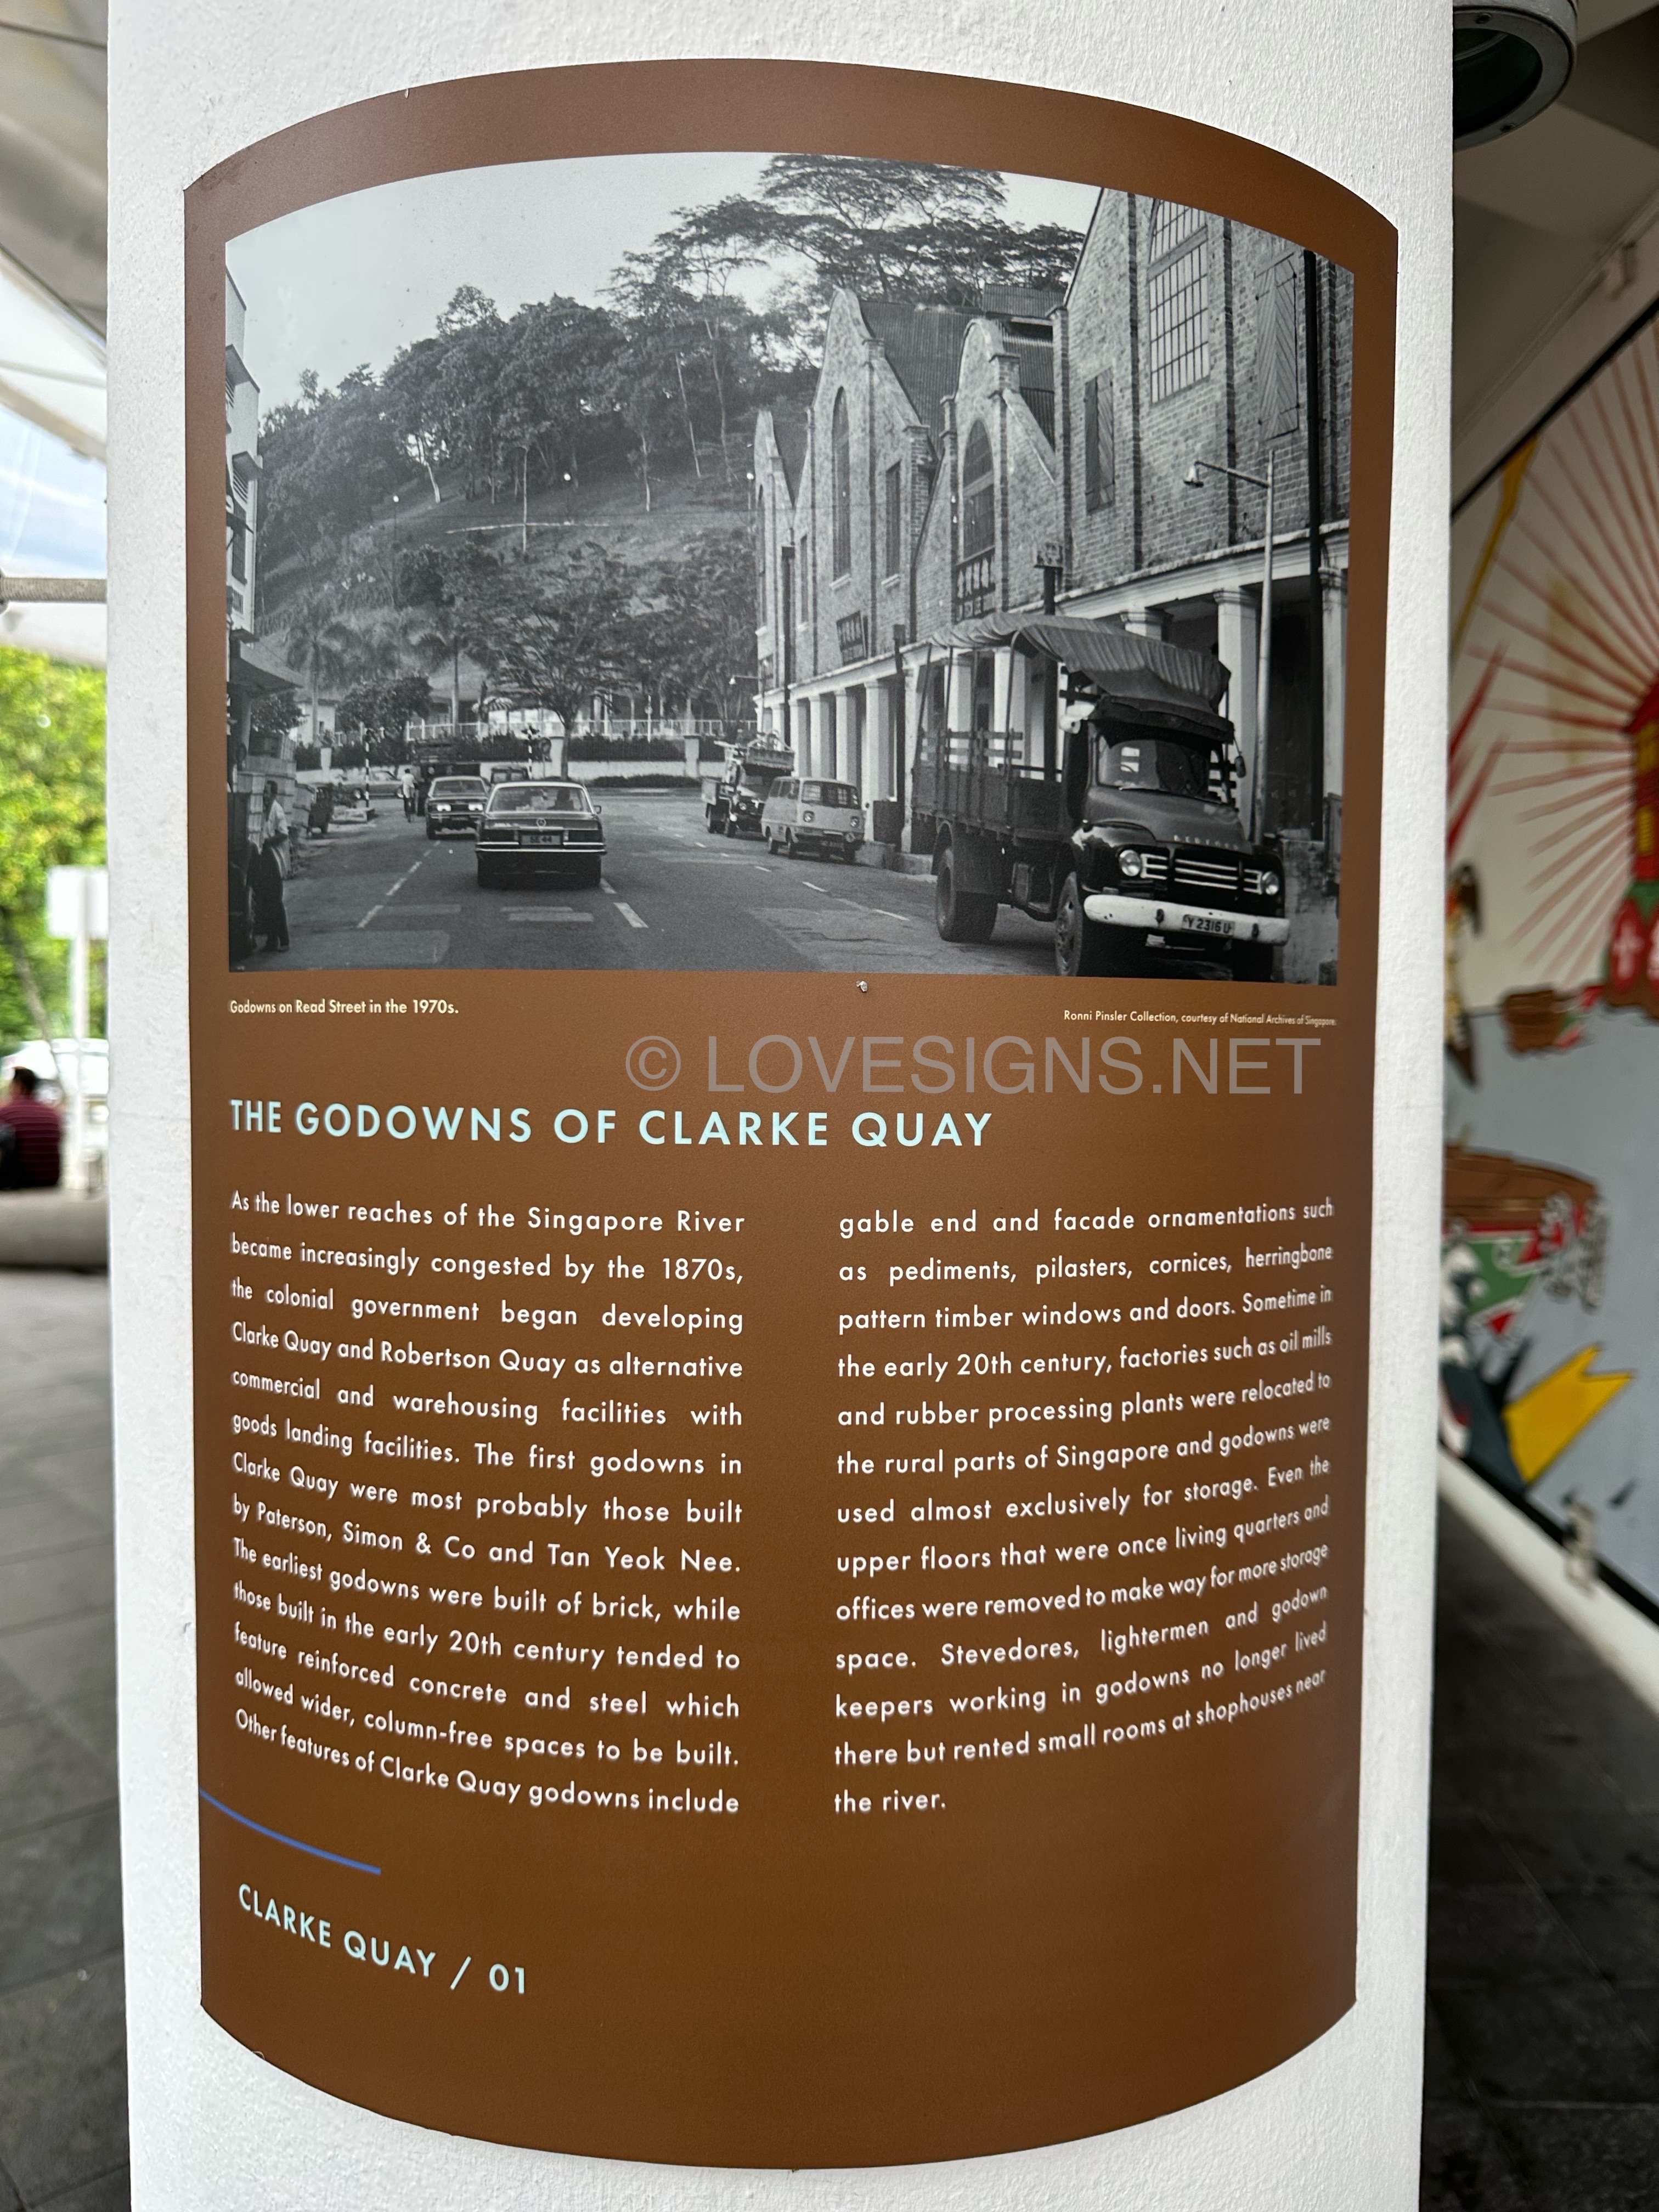 BEDFORD
Y 2316 U
Godowns on Read Street in the 1970s.
Ronni Pinsler Collection, courtesy of National Archives of Singapore.
© LOVESIGNS.NET
THE GODOWNS OF CLARKE QUAY
As the lower reaches of the Singapore River
became increasingly congested by the 1870s,
the colonial government began developing
Clarke Quay and Robertson Quay as alternative
commercial and warehousing facilities with
goods landing facilities. The first godowns in
Clarke Quay were most probably those built
by Paterson, Simon & Co and Tan Yeok Nee.
The earliest godowns were built of brick, while
those built in the early 20th century tended to
feature reinforced concrete and steel which
allowed wider, column-free spaces to be built.
Other features of Clarke Quay godowns include
gable end and facade ornamentations such
as pediments, pilasters, cornices, herringbone
pattern timber windows and doors. Sometime in
the early 20th century, factories such as oil mills
and rubber processing plants were relocated to
the rural parts of Singapore and godowns were
used almost exclusively for storage. Even the
upper floors that were once living quarters and
offices were removed to make way for more storage
space. Stevedores, lightermen and godown
keepers working in godowns no longer lived
there but rented small rooms at shophouses near
the river.
CLARKE QUAY / 01